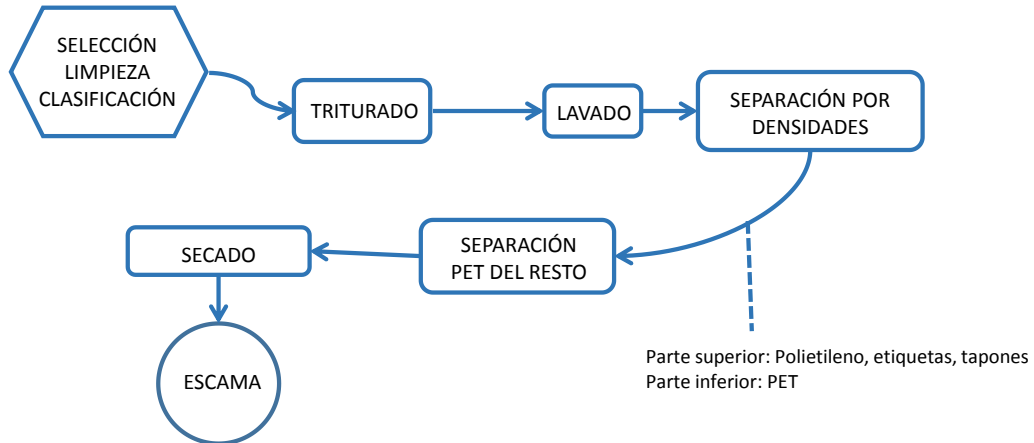 SELECCIÓN
LIMPIEZA
CLASIFICACIÓN
TRITURADO
LAVADO
SEPARACIÓN POR
DENSIDADES
SEPARACIÓN
PET DEL RESTO
SECADO
ESCAMA
Parte superior: Polietileno, etiquetas, tapones
Parte inferior: PET